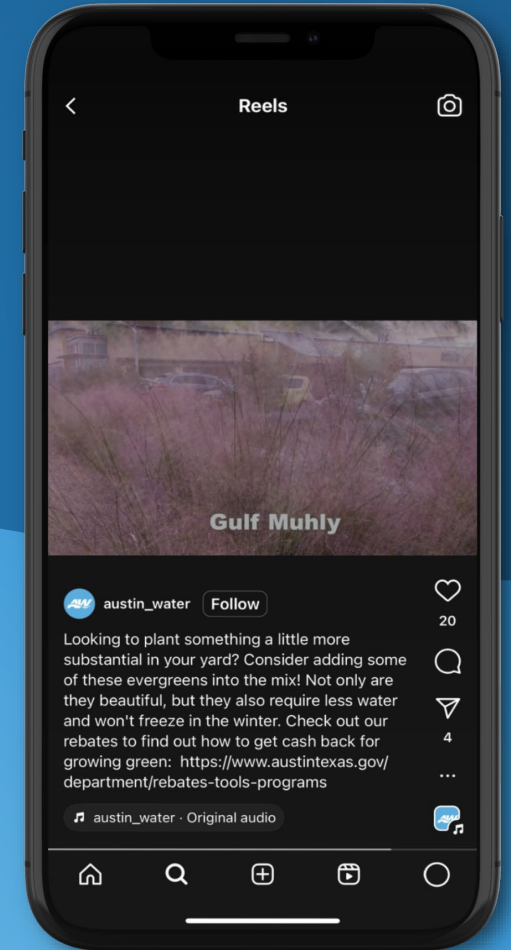 Reels
Gulf Muhly
AW austin_water Follow
20
Looking to plant something a little more
substantial in your yard? Consider adding some
of these evergreens into the mix! Not only are
they beautiful, but they also require less water
and won't freeze in the winter. Check out our
rebates to find out how to get cash back for
growing green:  https://www.austintexas.gov/
department/rebates-tools-programs
4
...
austin_water · Original audio
AW